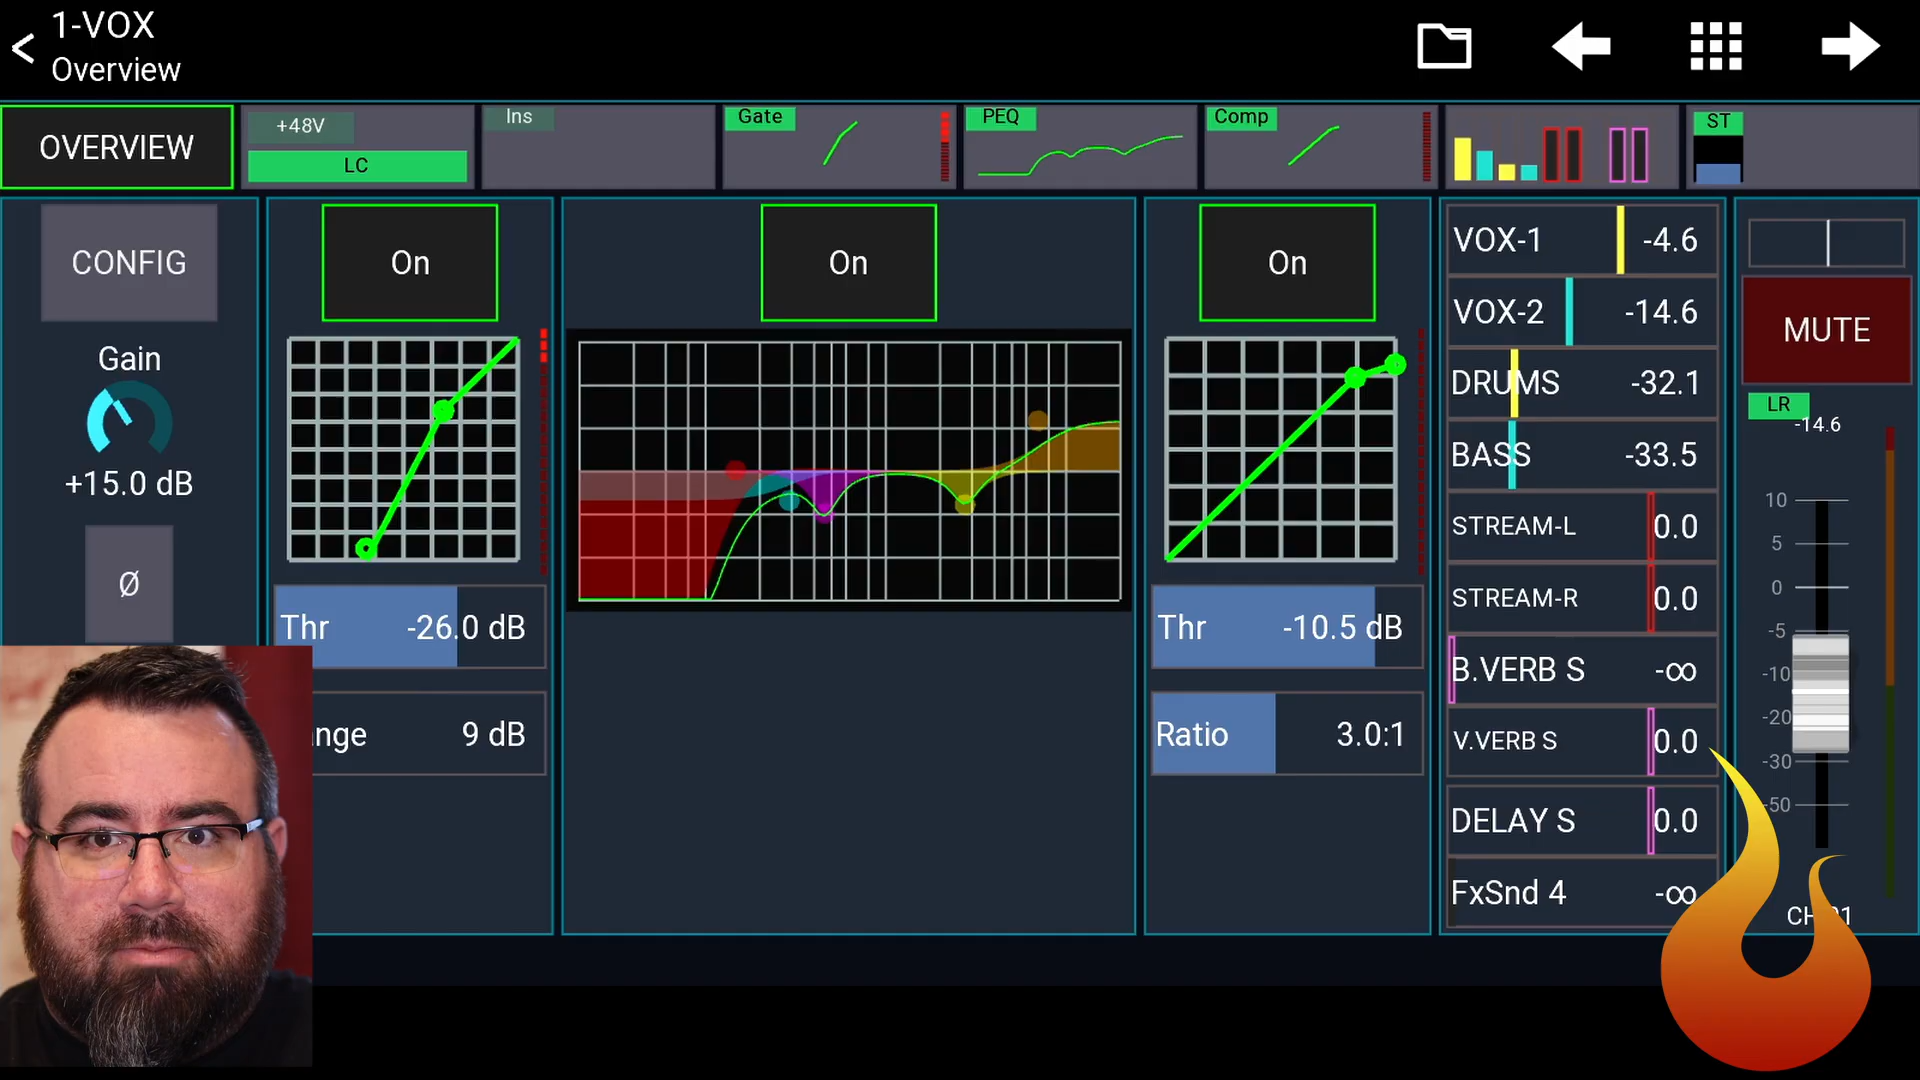 1-VOX
Overview
OVERVIEW
+48V
LC
Ins
Gate
PEQ
Comp
ST
CONFIG
Gain
+15.0 dB
Ø
On
Thr -26.0 dB
nge 9 dB
On
On
Thr -10.5 dB
Ratio 3.0:1
VOX-1 -4.6
VOX-2 -14.6
DRUMS -32.1
BASS -33.5
STREAM-L 0.0
STREAM-R 0.0
B.VERB S -∞
V.VERB S 0.0
DELAY S 0.0
FxSnd 4 -∞
MUTE
LR
-14.6
10
5
0
-5
-10
-20
-30
-50